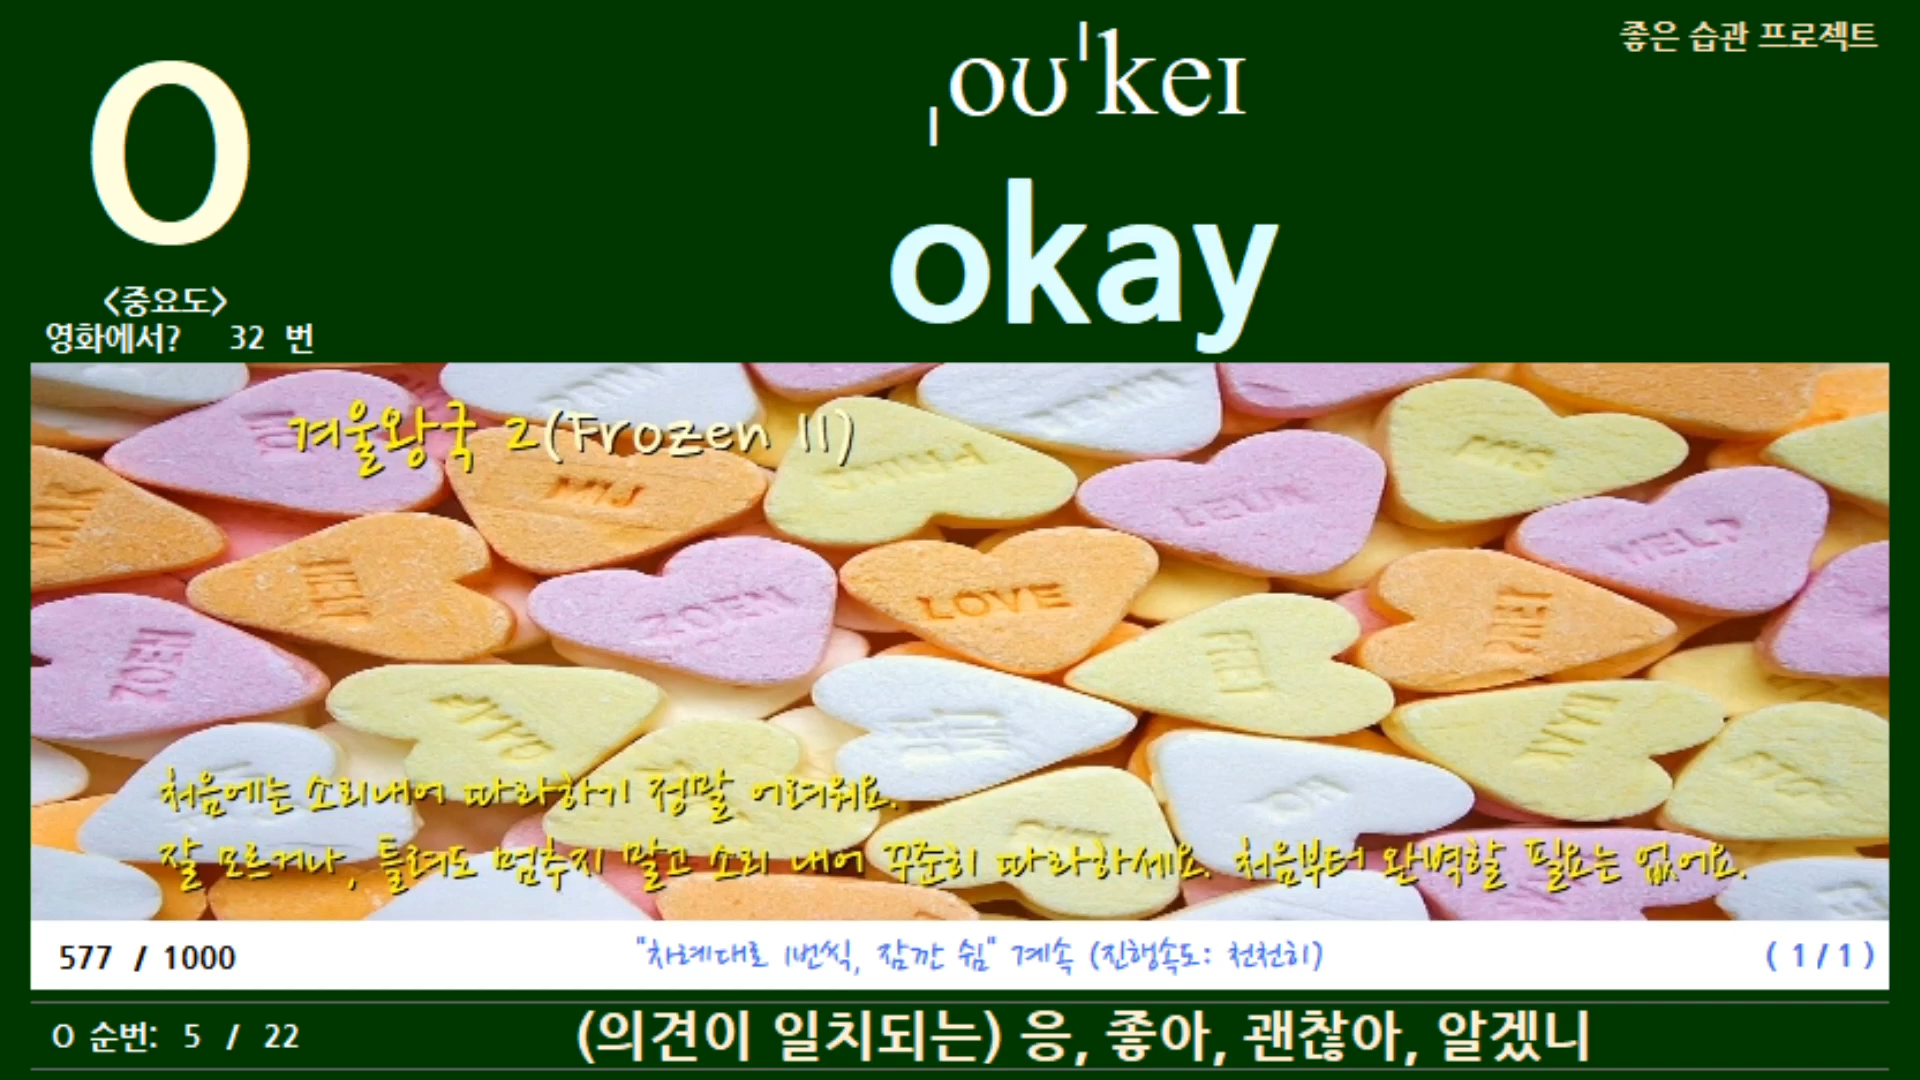 O
ˌoʊˈkeɪ
좋은 습관 프로젝트
okay
<중요도>
영화에서? 32 번
겨울왕국 2(Frozen II)
MIJ
LEUK
HELP
ZOEN
LOVE
처음에는 소리내어 따라하기 정말 어려워요.
잘 모르거나, 틀려도 멈추지 말고 소리 내어 꾸준히 따라하세요. 처음부터 완벽할 필요는 없어요.
577 / 1000
"차례대로 1번씩, 잠깐 쉼" 계속 (진행속도: 천천히)
( 1 / 1 )
O 순번: 5 / 22
(의견이 일치되는) 응, 좋아, 괜찮아, 알겠니